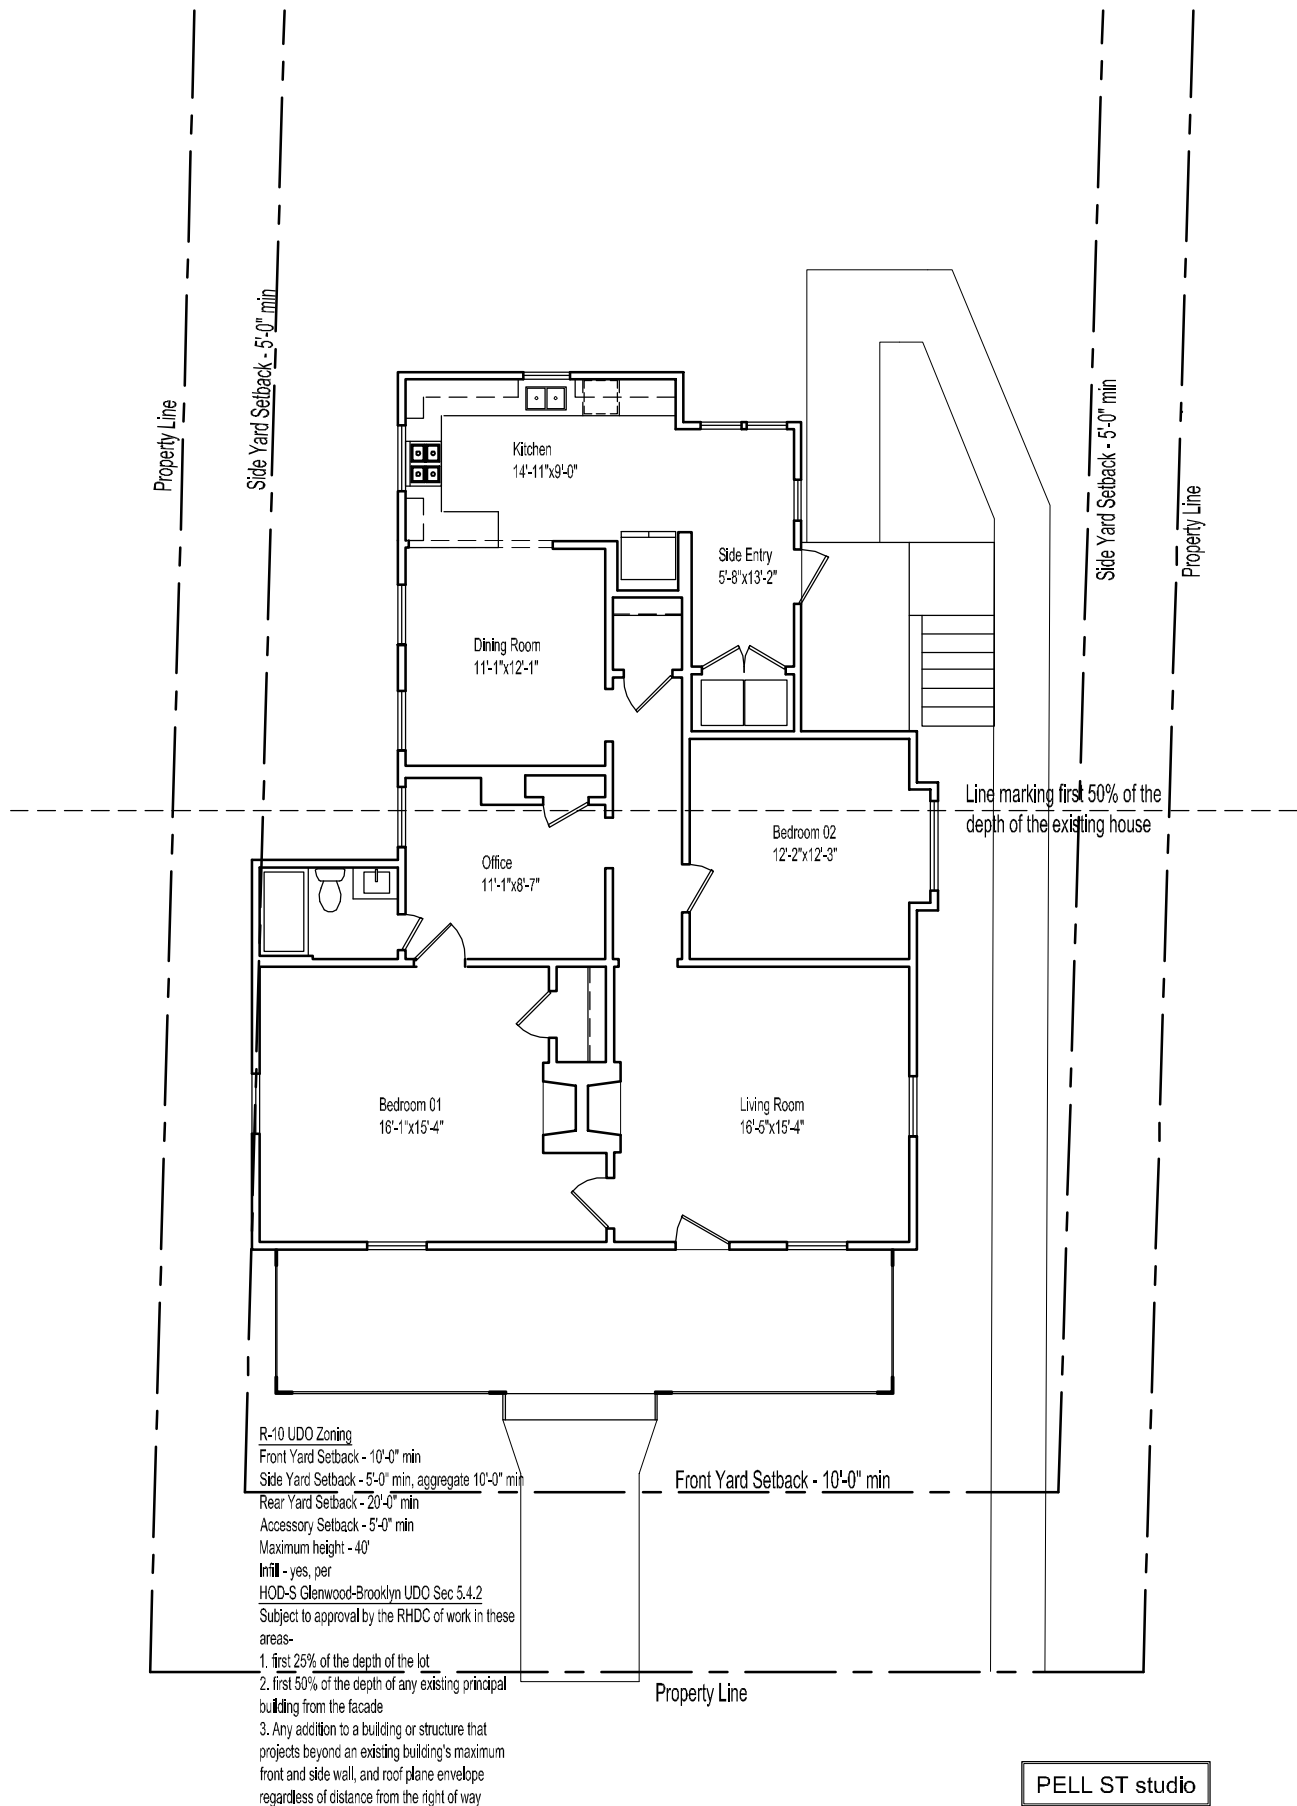 Property Line
Side Yard Setback - 5'-0" min
Side Yard Setback - 5'-0" min
Property Line
Kitchen
14'-11"x9'-0"
Side Entry
5'-8"x13'-2"
Dining Room
11'-1"x12'-1"
Line marking first 50% of the
depth of the existing house
Bedroom 02
12'-2"x12'-3"
Office
11'-1"x8'-7"
Bedroom 01
16'-1"x15'-4"
Living Room
16'-5"x15'-4"
R-10 UDO Zoning
Front Yard Setback - 10'-0" min
Side Yard Setback - 5'-0" min, aggregate 10'-0" min
Rear Yard Setback - 20'-0" min
Accessory Setback - 5'-0" min
Maximum height - 40'
Infill - yes, per
HOD-S Glenwood-Brooklyn UDO Sec 5.4.2
Subject to approval by the RHDC of work in these
areas-
1. first 25% of the depth of the lot
2. first 50% of the depth of any existing principal
building from the facade
3. Any addition to a building or structure that
projects beyond an existing building's maximum
front and side wall, and roof plane envelope
regardless of distance from the right of way
Front Yard Setback - 10'-0" min
Property Line
PELL ST studio